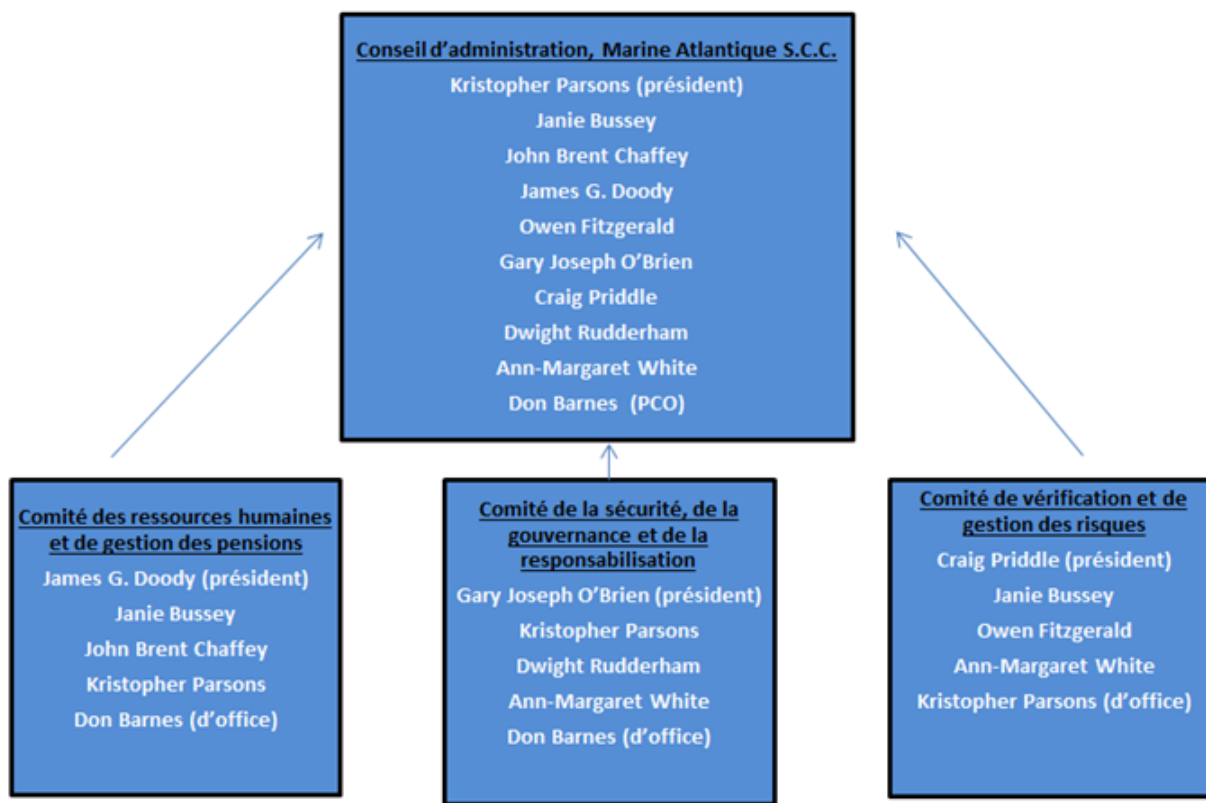 Conseil d'administration, Marine Atlantique S.C.C.
Kristopher Parsons (président)
Janie Bussey
John Brent Chaffey
James G. Doody
Owen Fitzgerald
Gary Joseph O'Brien
Craig Priddle
Dwight Rudderham
Ann-Margaret White
Don Barnes (PCO)
Comité des ressources humaines
et de gestion des pensions
James G. Doody (président)
Janie Bussey
John Brent Chaffey
Kristopher Parsons
Don Barnes (d'office)
Comité de la sécurité, de la
gouvernance et de la
responsabilisation
Gary Joseph O'Brien (président)
Kristopher Parsons
Dwight Rudderham
Ann-Margaret White
Don Barnes (d'office)
Comité de vérification et de
gestion des risques
Craig Priddle (président)
Janie Bussey
Owen Fitzgerald
Ann-Margaret White
Kristopher Parsons (d'office)